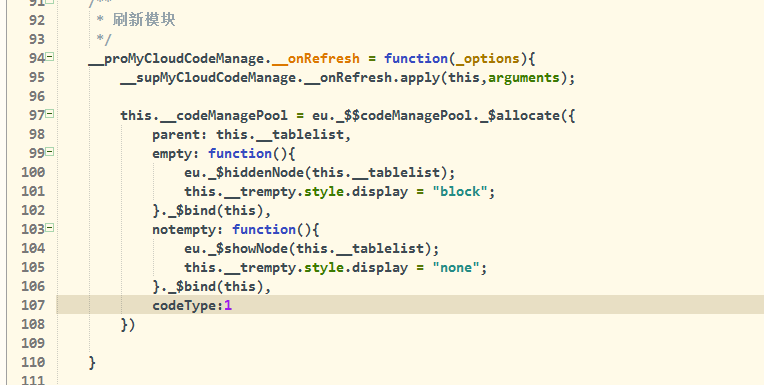 91 /**
92 * 刷新模块
93 */
94 __proMyCloudCodeManage.__onRefresh = function(_options){
95 __supMyCloudCodeManage.__onRefresh.apply(this,arguments);
96
97 this.__codeManagePool = eu._$$codeManagePool._$allocate({
98 parent: this.__tablelist,
99 empty: function(){
100 eu._$hiddenNode(this.__tablelist);
101 this.__trempty.style.display = "block";
102 }._$bind(this),
103 notempty: function(){
104 eu._$showNode(this.__tablelist);
105 this.__trempty.style.display = "none";
106 }._$bind(this),
107 codeType:1
108 })
109
110 }
111